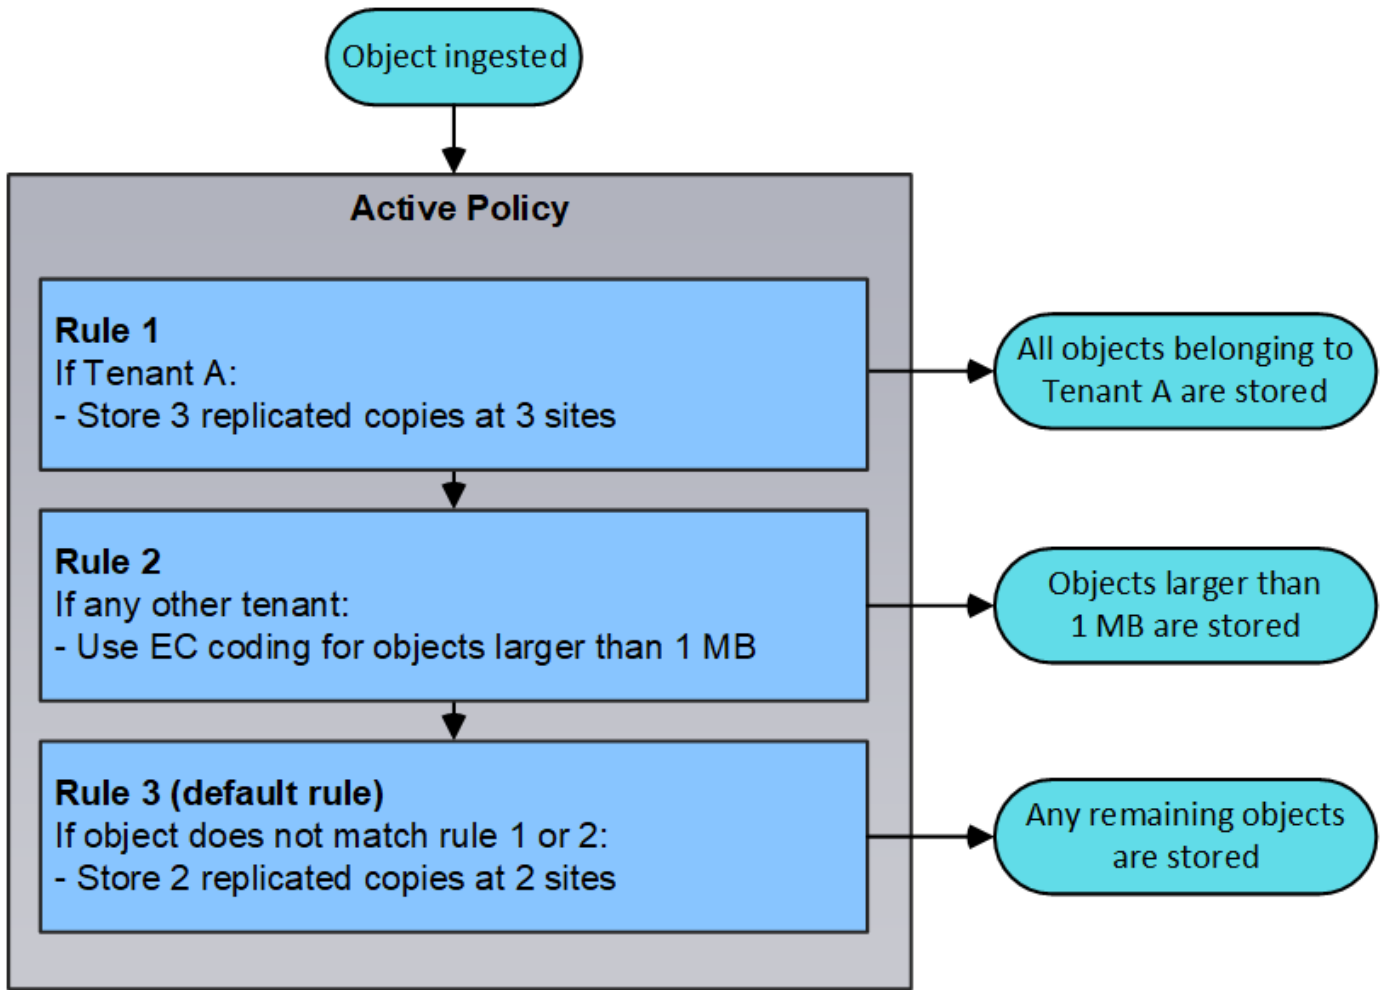 Object ingested
Active Policy
Rule 1
If Tenant A:
- Store 3 replicated copies at 3 sites
All objects belonging to
Tenant A are stored
Rule 2
If any other tenant:
- Use EC coding for objects larger than 1 MB
Objects larger than
1 MB are stored
Rule 3 (default rule)
If object does not match rule 1 or 2:
- Store 2 replicated copies at 2 sites
Any remaining objects
are stored